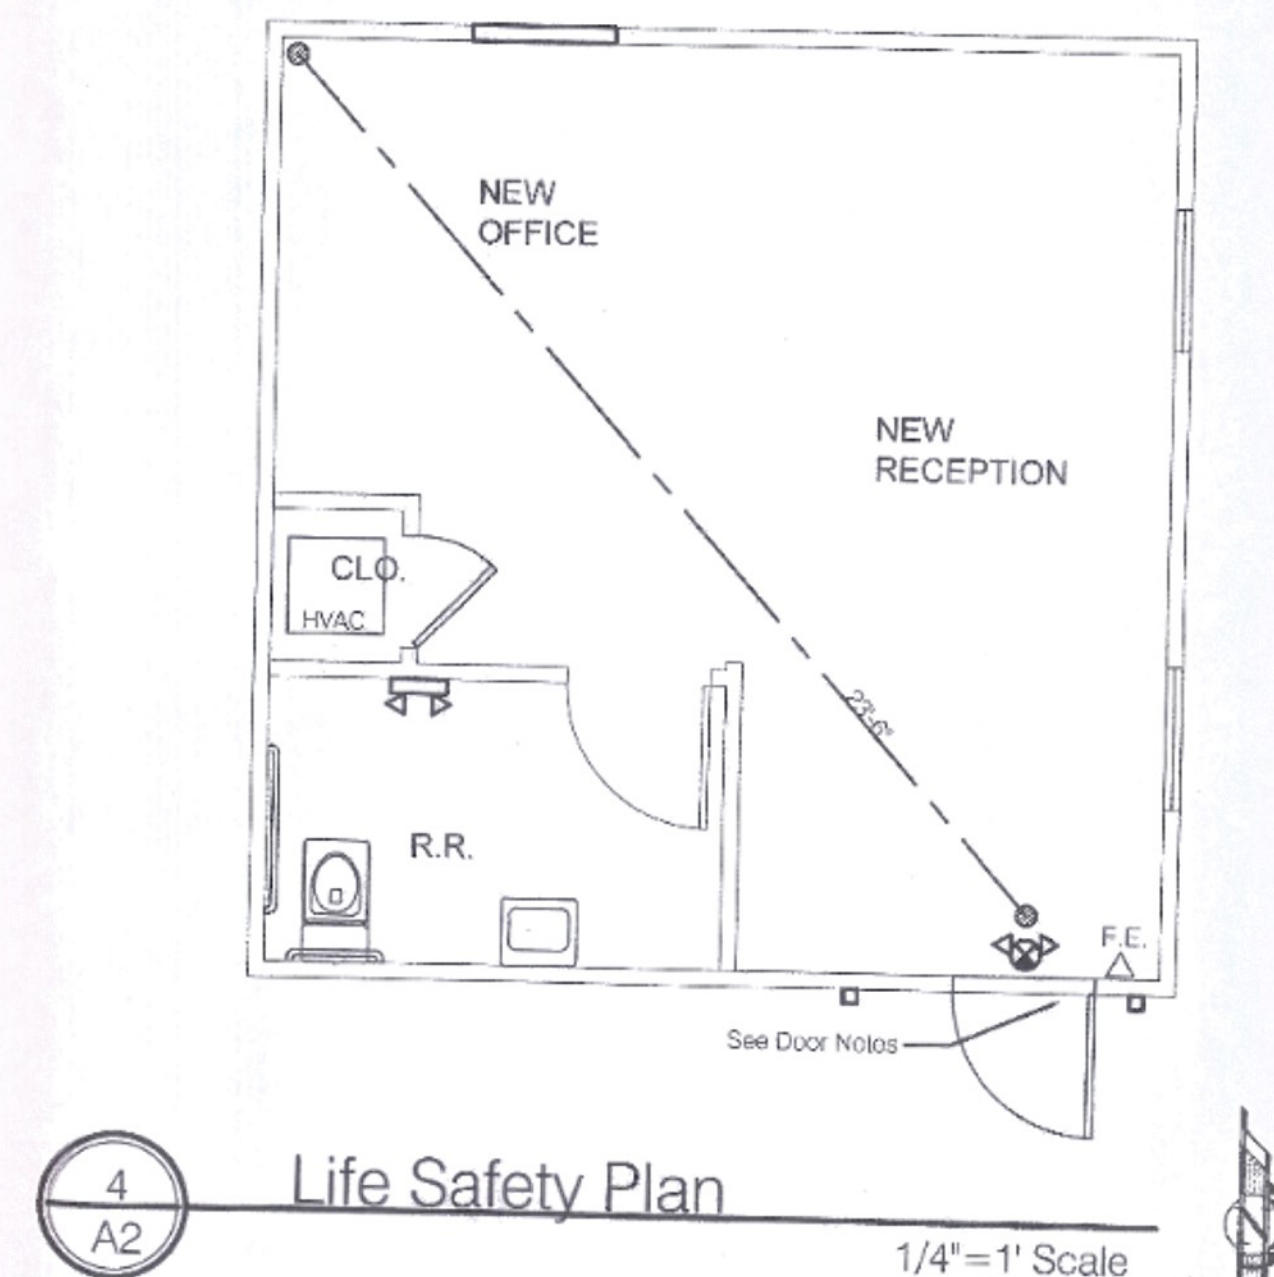 NEW
OFFICE
NEW
RECEPTION
CLO.
HVAC
23'-6"
R.R.
F.E.
See Door Notes
4
A2
Life Safety Plan
1/4"=1' Scale